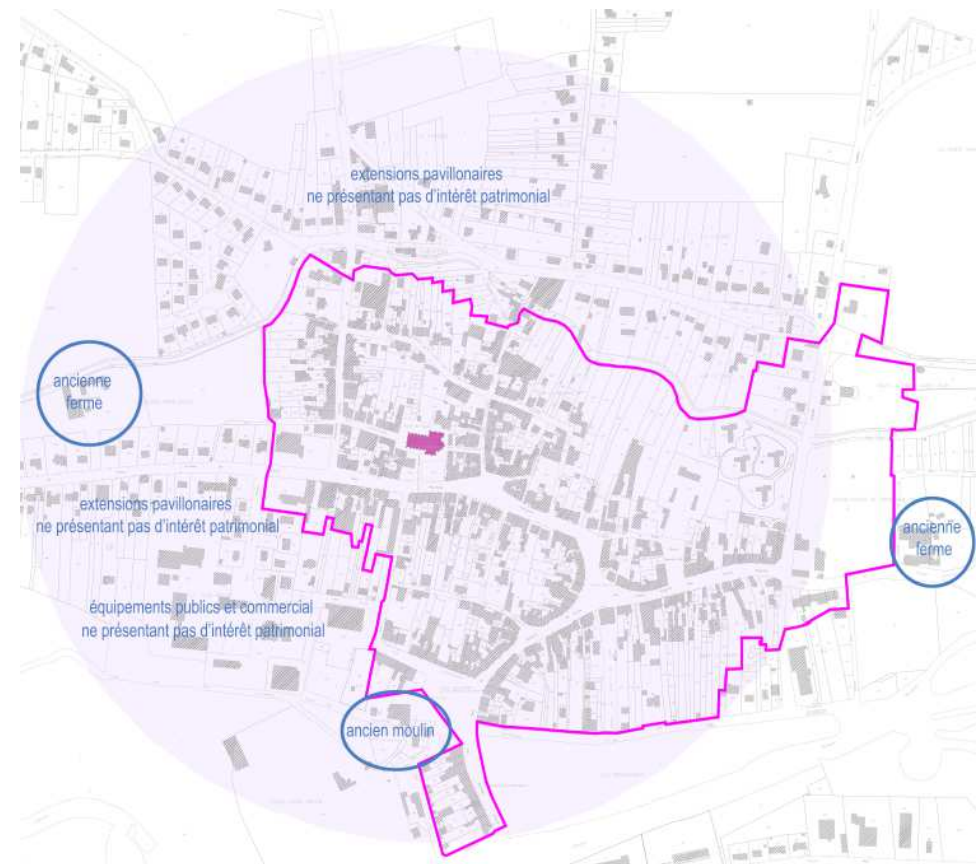 extensions pavillonaires
ne présentant pas d'intérêt patrimonial
ancienne
ferme
extensions pavillonaires
ne présentant pas d'intérêt patrimonial
ancienne
ferme
équipements publics et commercial
ne présentant pas d'intérêt patrimonial
ancien moulin